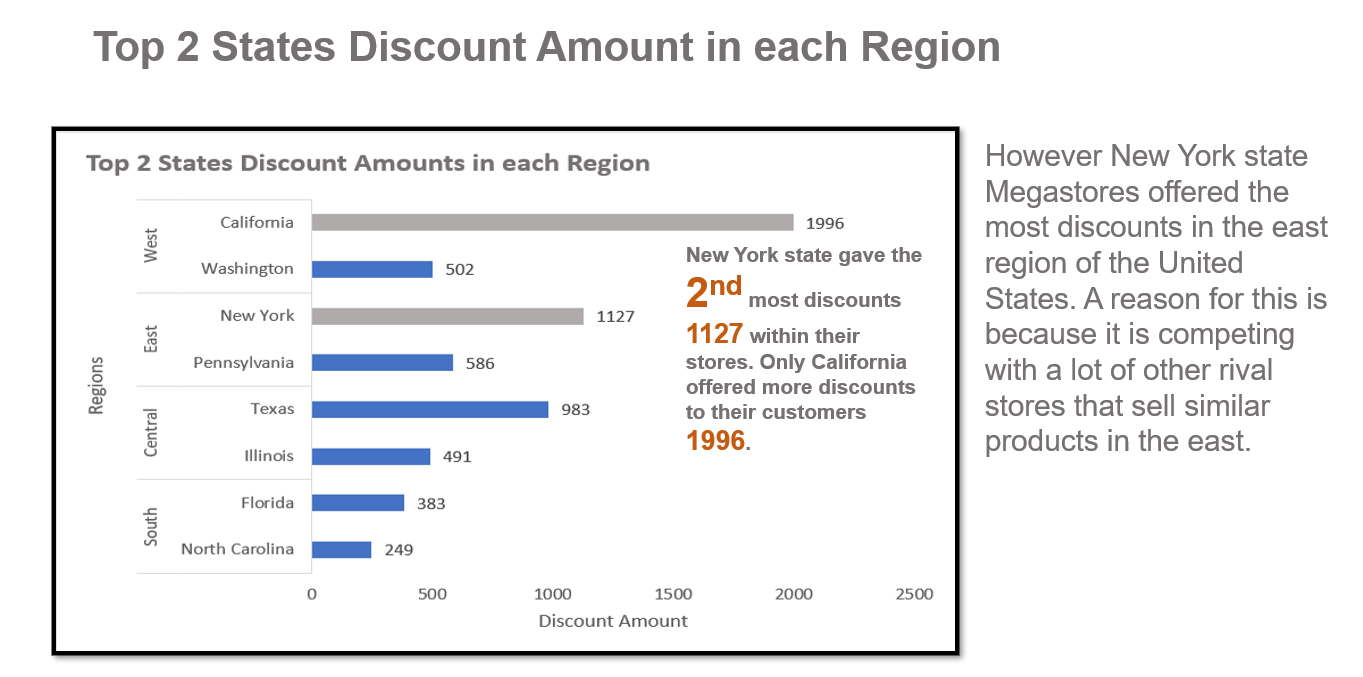 Top 2 States Discount Amount in each Region
Top 2 States Discount Amounts in each Region
Regions
West
California
1996
Washington
502
East
New York
1127
Pennsylvania
586
Central
Texas
983
Illinois
491
South
Florida
383
North Carolina
249
0 500 1000 1500 2000 2500
Discount Amount
New York state gave the
2nd most discounts
1127 within their
stores. Only California
offered more discounts
to their customers
1996.
However New York state
Megastores offered the
most discounts in the east
region of the United
States. A reason for this is
because it is competing
with a lot of other rival
stores that sell similar
products in the east.